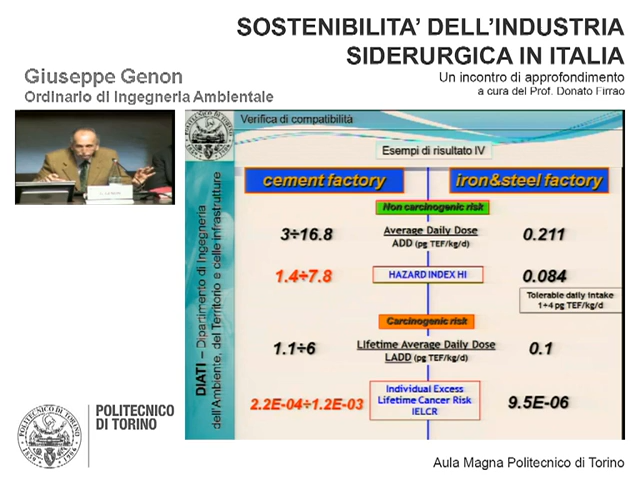 SOSTENIBILITA' DELL'INDUSTRIA
SIDERURGICA IN ITALIA
Un incontro di approfondimento
a cura del Prof. Donato Firrao
Giuseppe Genon
Ordinario di Ingegneria Ambientale
Verifica di compatibilità
Esempi di risultato IV
cement factory
iron&steel factory
Non carcinogenic risk
3÷16.8
Average Daily Dose
ADD (pg TEF/kg/d)
0.211
1.4÷7.8
HAZARD INDEX HI
0.084
Tolerable daily intake
1÷4 pg TEF/kg/d
Carcinogenic risk
1.1÷6
Lifetime Average Daily Dose
LADD (pg TEF/kg/d)
0.1
2.2E-04÷1.2E-03
Individual Excess
Lifetime Cancer Risk
IELCR
9.5E-06
DIATI – Dipartimento di Ingegneria
dell'Ambiente, del Territorio e delle infrastrutture
POLITECNICO
DI TORINO
Aula Magna Politecnico di Torino